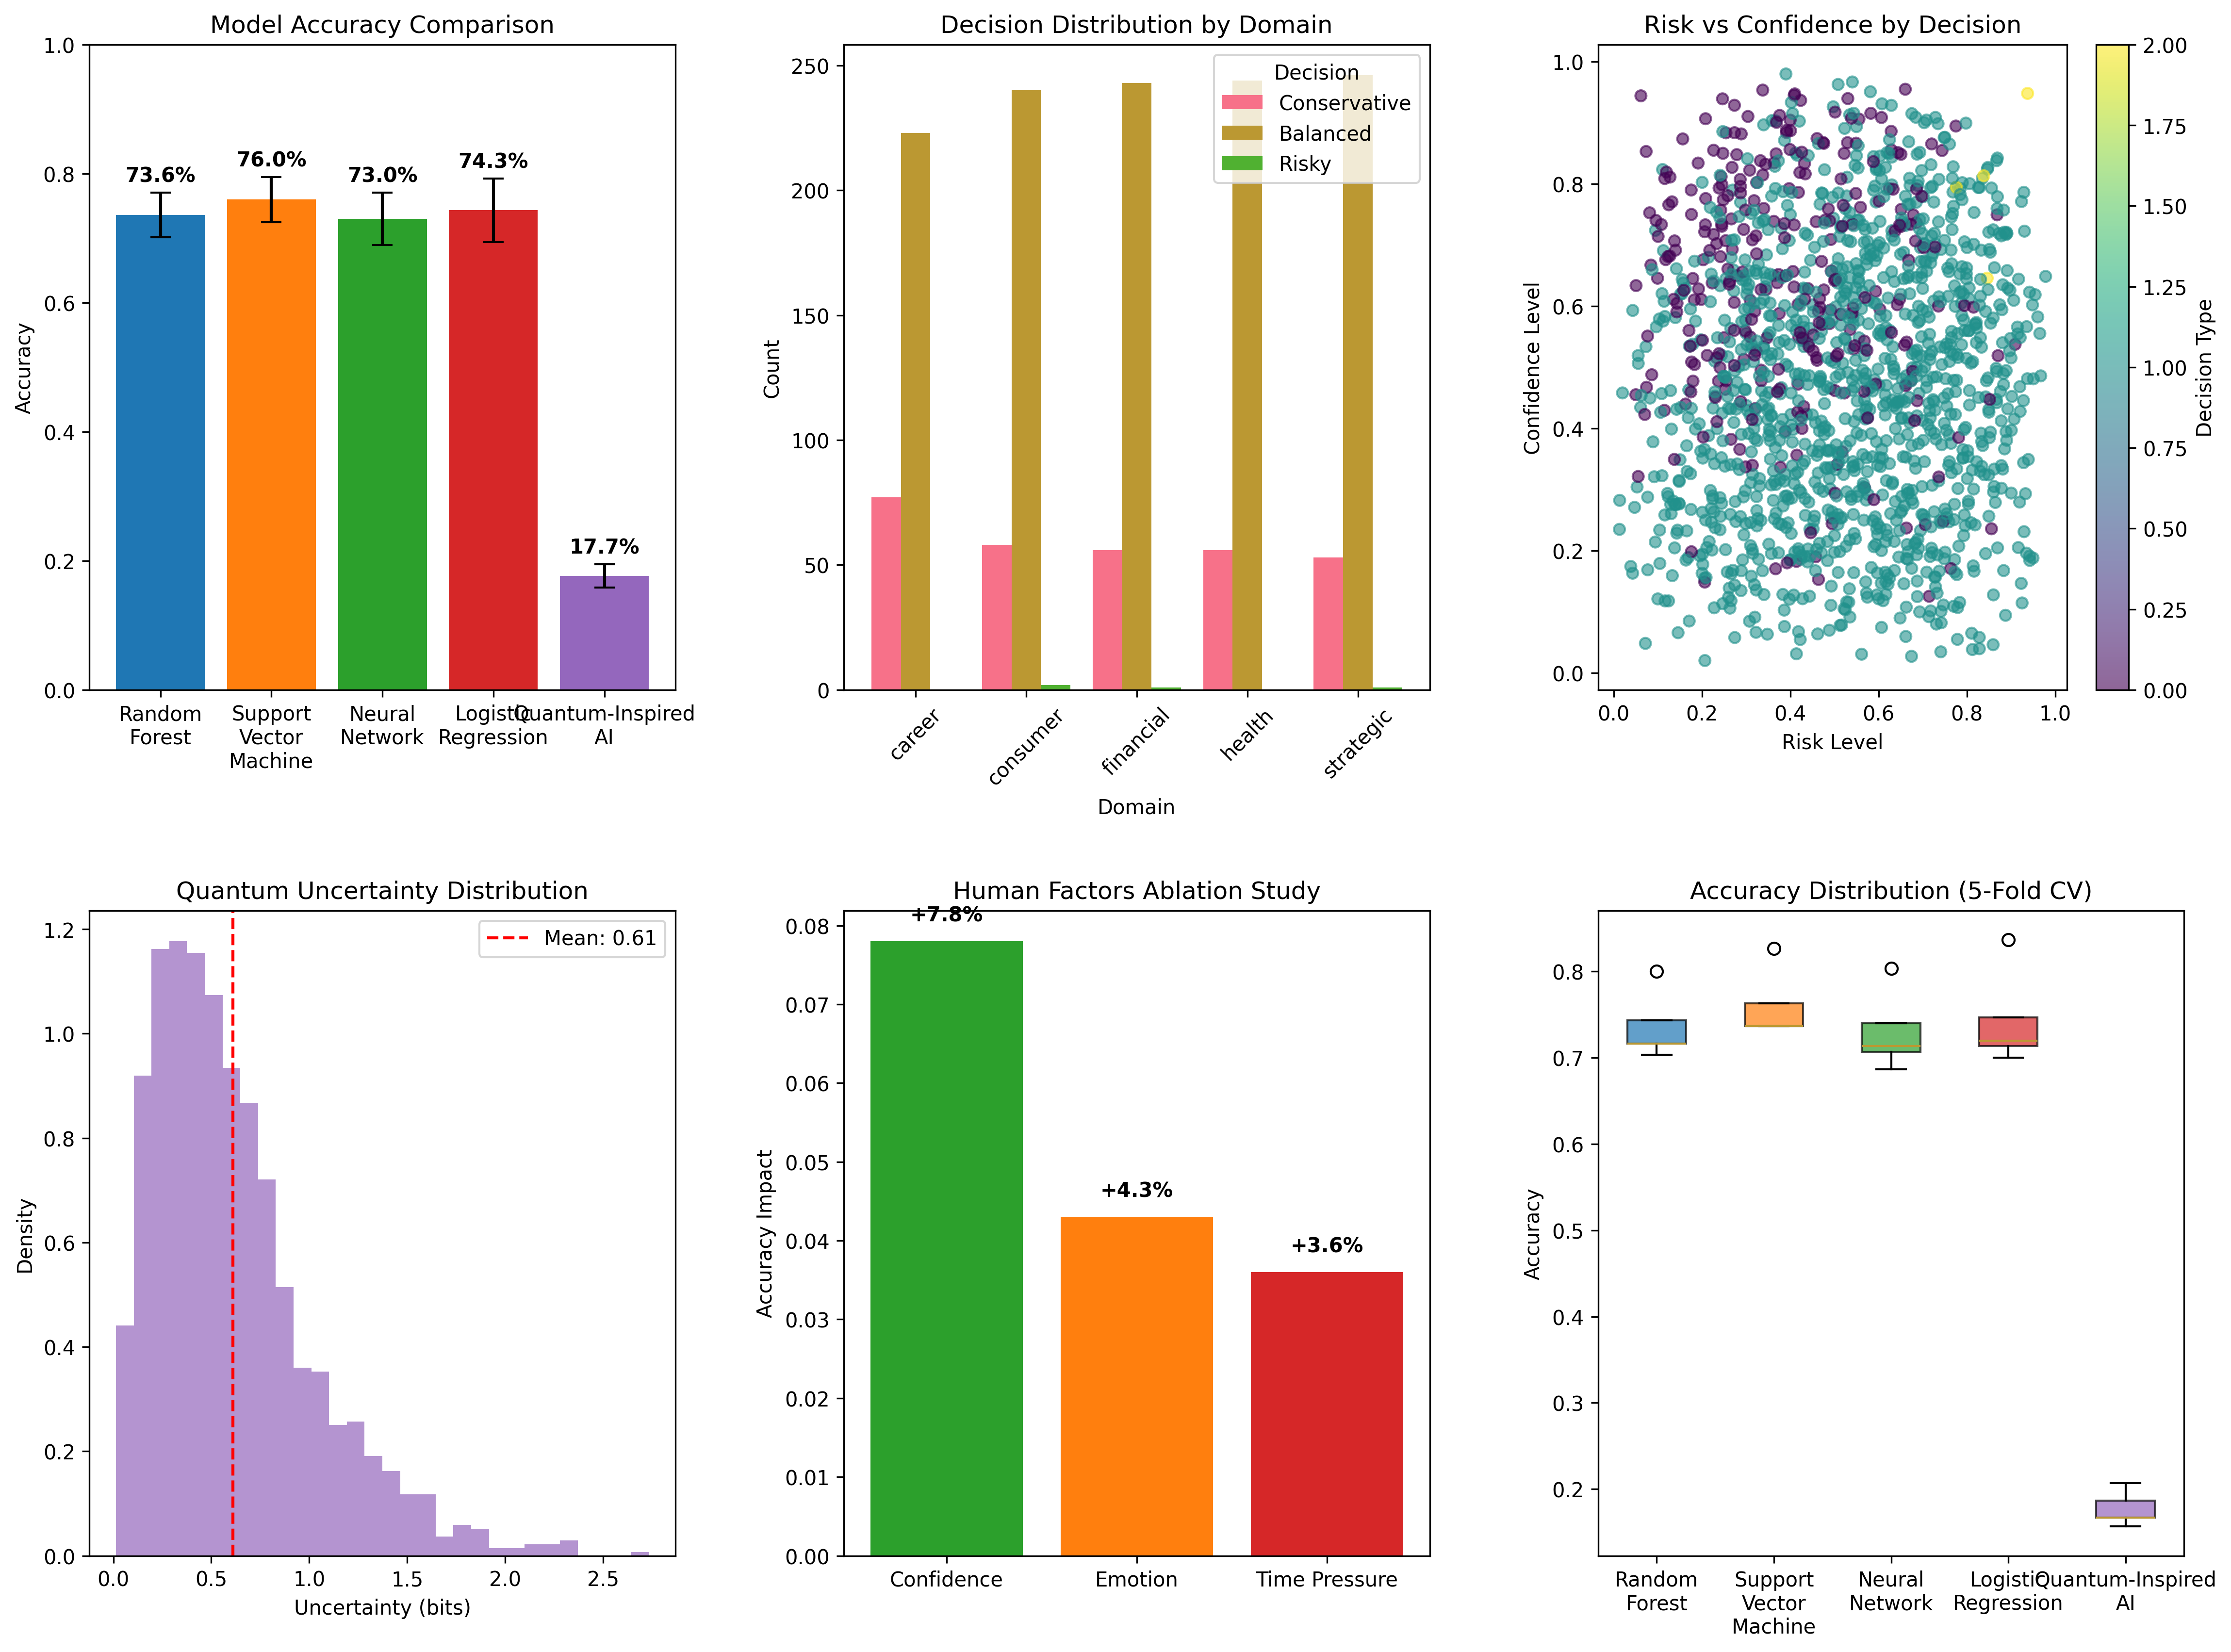 Model Accuracy Comparison
1.0
0.8
0.6
0.4
0.2
0.0
Accuracy
73.6%
76.0%
73.0%
74.3%
17.7%
Random
Forest
Support
Vector
Machine
Neural
Network
Logistic
Regression
Quantum-Inspired
AI
Decision Distribution by Domain
250
200
150
100
50
0
Count
Decision
Conservative
Balanced
Risky
career
consumer
financial
health
strategic
Domain
Risk vs Confidence by Decision
1.0
0.8
0.6
0.4
0.2
0.0
Confidence Level
0.0
0.2
0.4
0.6
0.8
1.0
Risk Level
2.00
1.75
1.50
1.25
1.00
0.75
0.50
0.25
0.00
Decision Type
Quantum Uncertainty Distribution
1.2
1.0
0.8
0.6
0.4
0.2
0.0
Density
Mean: 0.61
0.0
0.5
1.0
1.5
2.0
2.5
Uncertainty (bits)
Human Factors Ablation Study
0.08
0.07
0.06
0.05
0.04
0.03
0.02
0.01
0.00
Accuracy Impact
+7.8%
+4.3%
+3.6%
Confidence
Emotion
Time Pressure
Accuracy Distribution (5-Fold CV)
0.8
0.7
0.6
0.5
0.4
0.3
0.2
Accuracy
Random
Forest
Support
Vector
Machine
Neural
Network
Logistic
Regression
Quantum-Inspired
AI